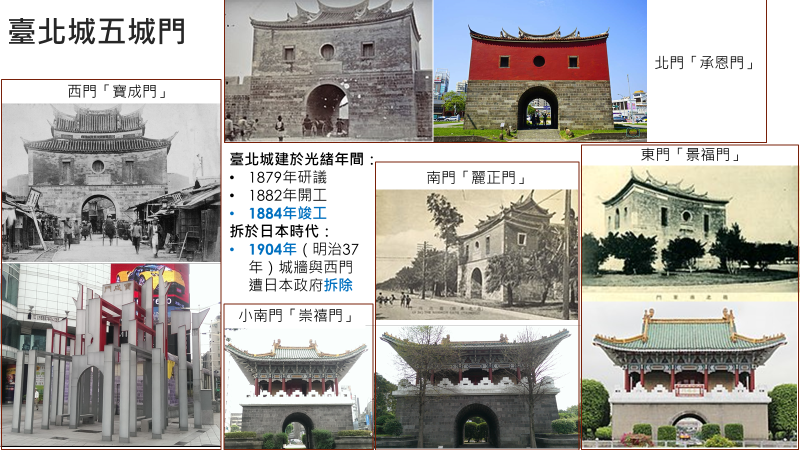 臺北城五城門
北門「承恩門」
西門「寶成門」
臺北城建於光緒年間：
• 1879年研議
• 1882年開工
• 1884年竣工
拆於日本時代：
• 1904年（明治37
年）城牆與西門
遭日本政府拆除
南門「麗正門」
東門「景福門」
小南門「崇禧門」